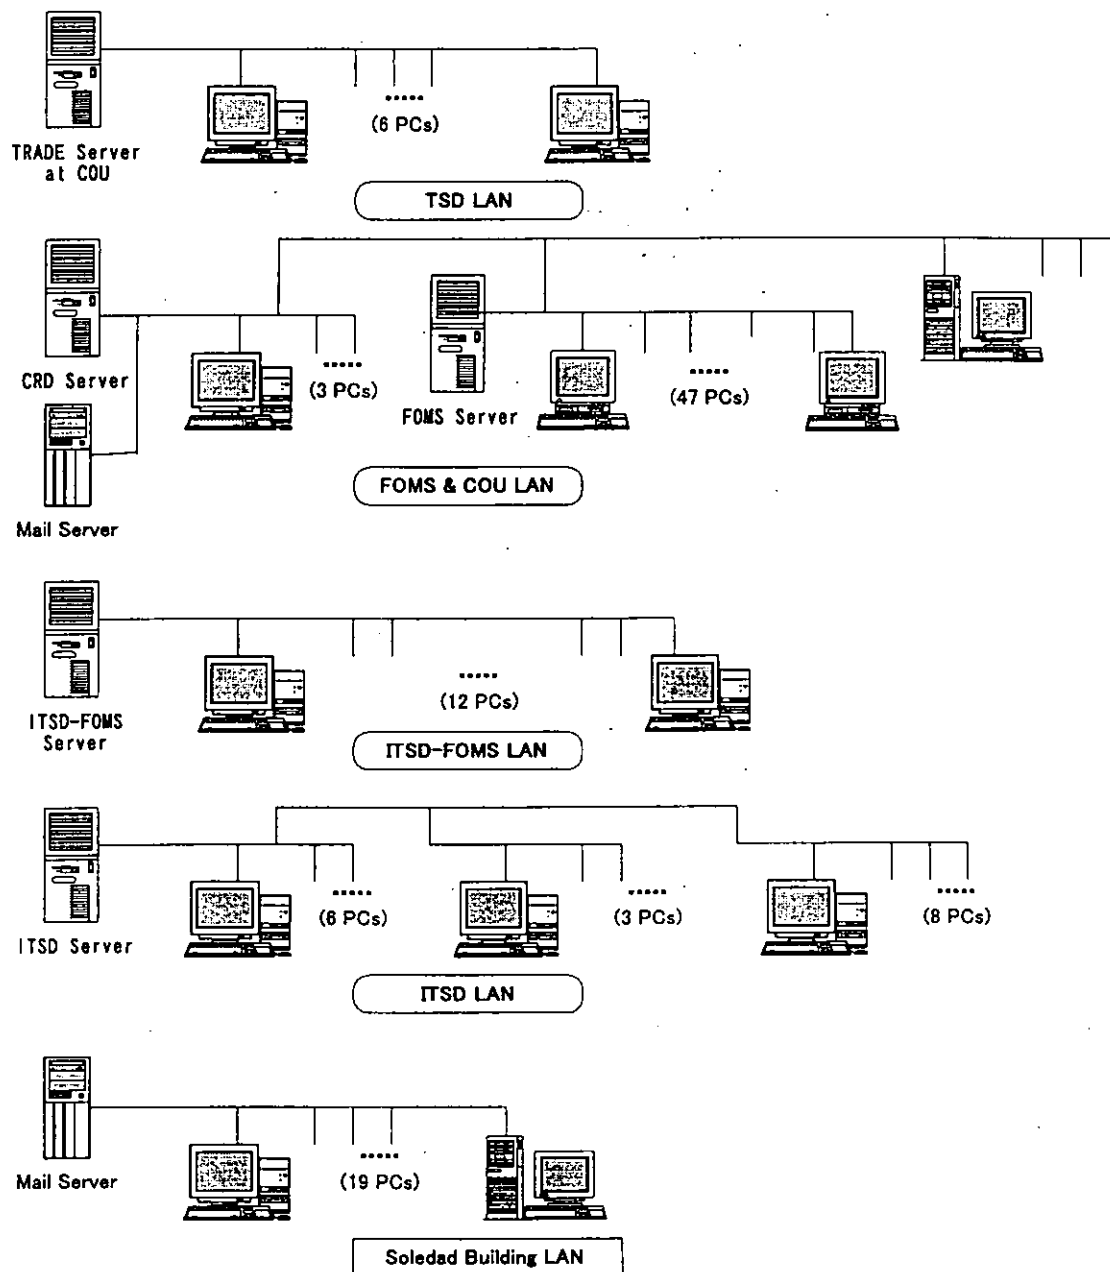 (6 PCs)
TRADE Server
at COU
TSD LAN
CRD Server
(3 PCs)
FOMS Server
(47 PCs)
FOMS & COU LAN
Mail Server
(12 PCs)
ITSD-FOMS
Server
ITSD-FOMS LAN
(6 PCs)
(3 PCs)
(8 PCs)
ITSD Server
ITSD LAN
Mail Server
(19 PCs)
Soledad Building LAN